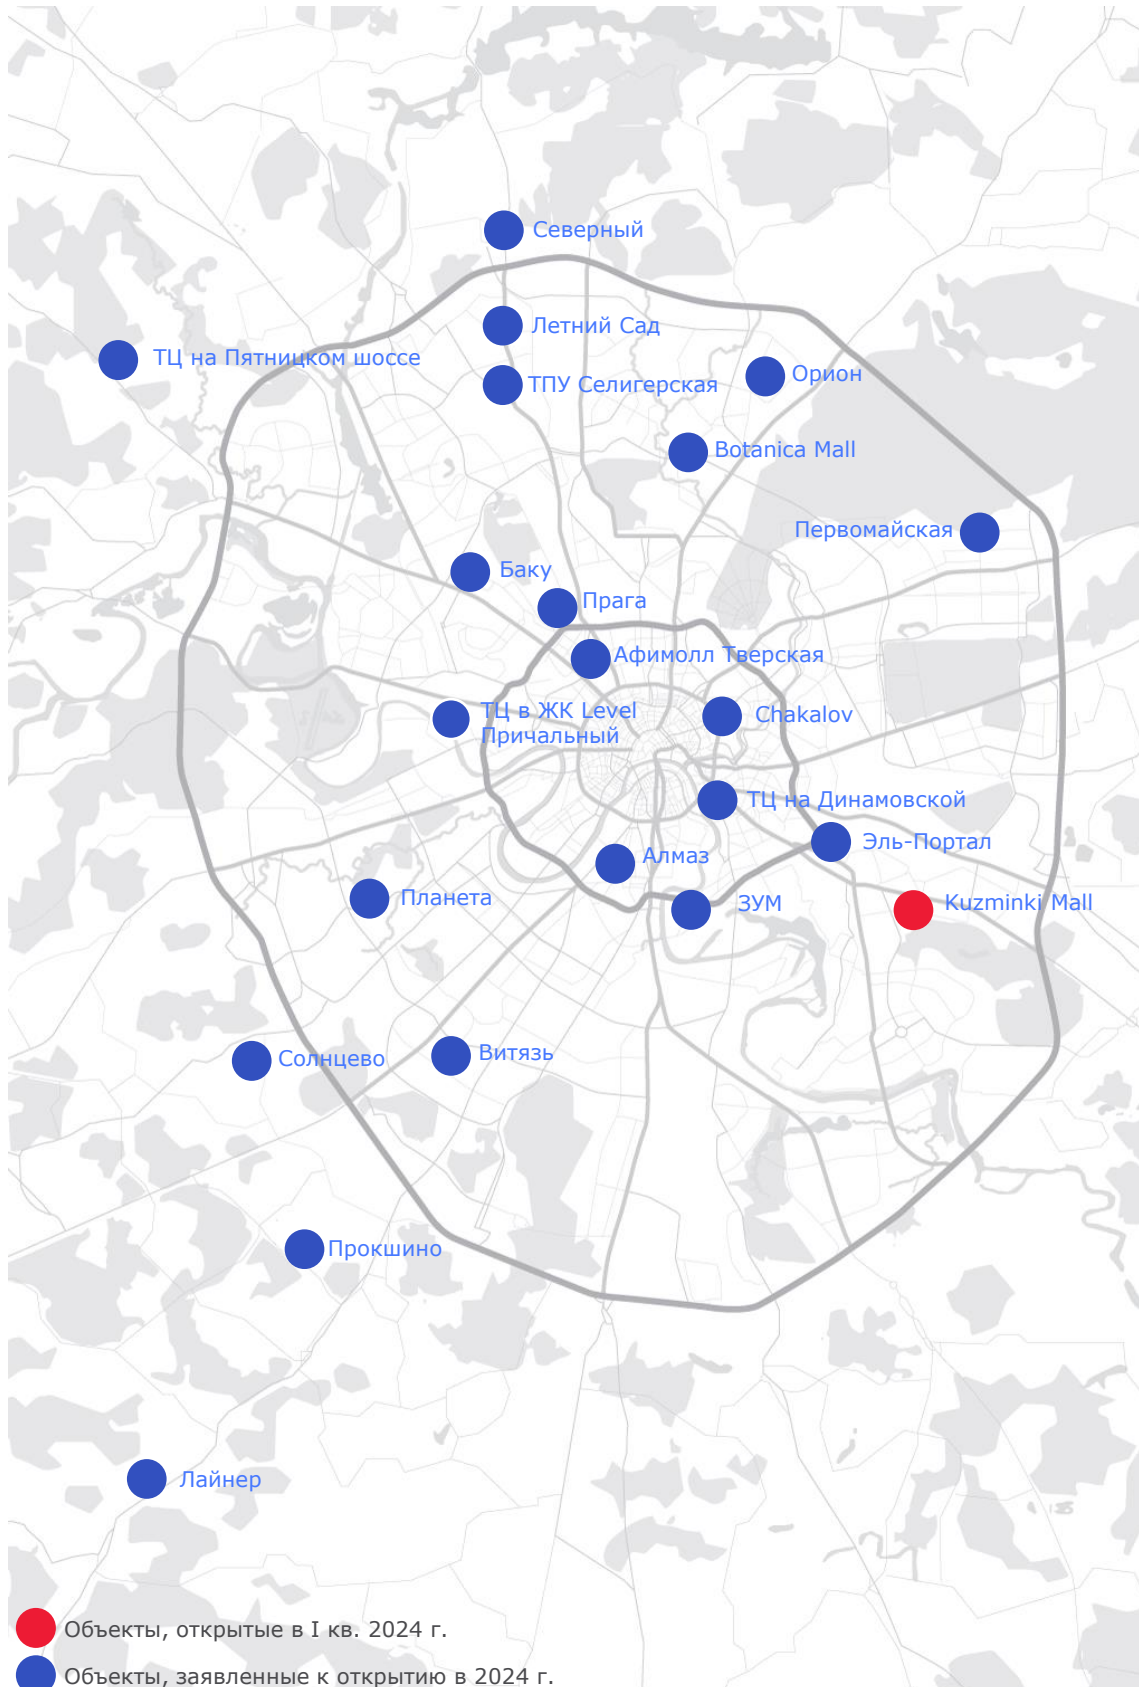 Северный
Летний Сад
ТЦ на Пятницком шоссе
ТПУ Селигерская
Орион
Botanica Mall
Первомайская
Баку
Прага
Афимолл Тверская
ТЦ в ЖК Level
Причальный
Chakalov
ТЦ на Динамовской
Эль-Портал
Алмаз
Планета
ЗУМ
Kuzminki Mall
Солнцево
Витязь
Прокшино
Лайнер
Объекты, открытые в I кв. 2024 г.
Объекты, заявленные к открытию в 2024 г.